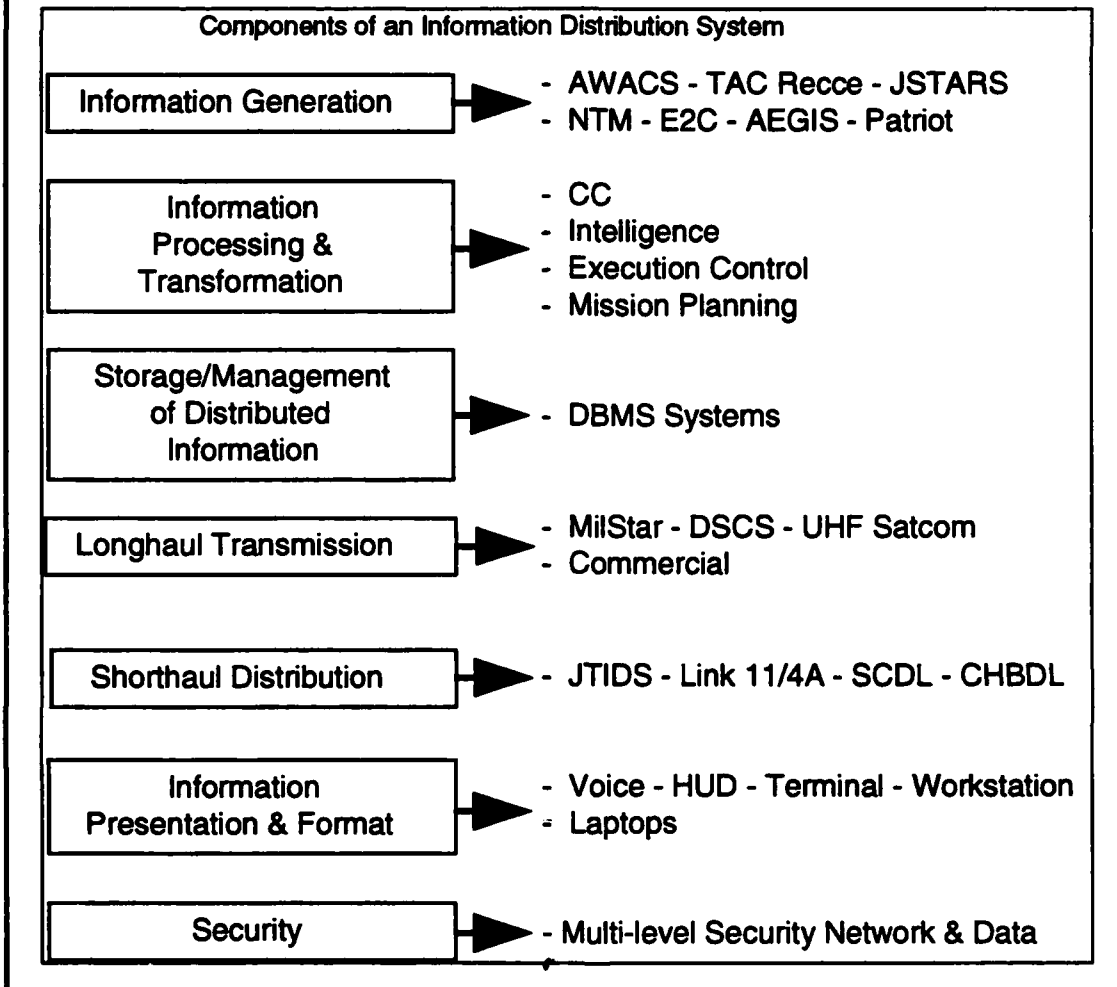 Components of an Information Distribution System
Information Generation
- AWACS - TAC Recce - JSTARS
- NTM - E2C - AEGIS - Patriot
Information
Processing &
Transformation
- CC
- Intelligence
- Execution Control
- Mission Planning
Storage/Management
of Distributed
Information
- DBMS Systems
Longhaul Transmission
- MilStar - DSCS - UHF Satcom
- Commercial
Shorthaul Distribution
- JTIDS - Link 11/4A - SCDL - CHBDL
Information
Presentation & Format
- Voice - HUD - Terminal - Workstation
- Laptops
Security
- Multi-level Security Network & Data